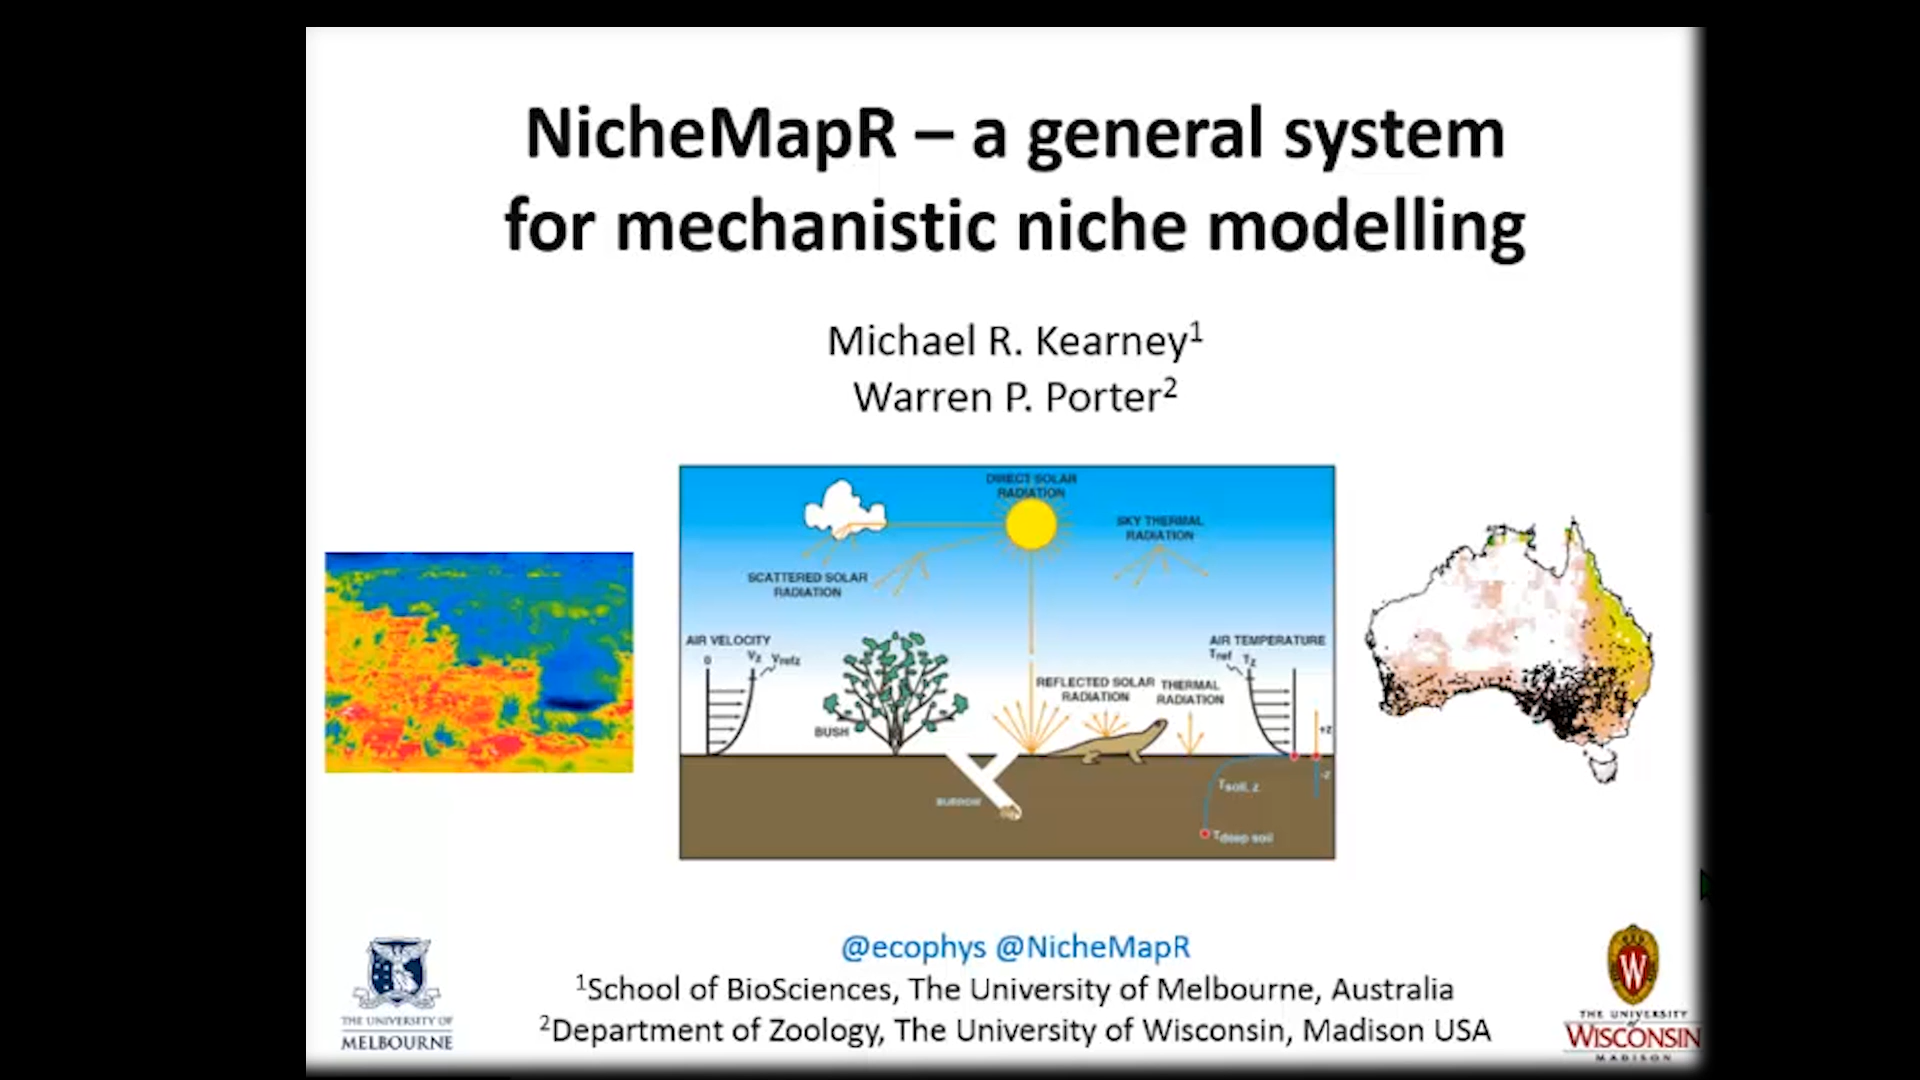 NicheMapR – a general system
for mechanistic niche modelling
Michael R. Kearney¹
Warren P. Porter²
DIRECT SOLAR
RADIATION
SKY THERMAL
RADIATION
SCATTERED SOLAR
RADIATION
AIR VELOCITY
0 Vz Vrefz
AIR TEMPERATURE
Tref Tz
REFLECTED SOLAR
RADIATION
THERMAL
RADIATION
BUSH
+z
-z
Tsoil, z
BURROW
Tdeep soil
@ecophys @NicheMapR
¹School of BioSciences, The University of Melbourne, Australia
²Department of Zoology, The University of Wisconsin, Madison USA
THE UNIVERSITY OF
MELBOURNE
W
THE UNIVERSITY
of
WISCONSIN
MADISON